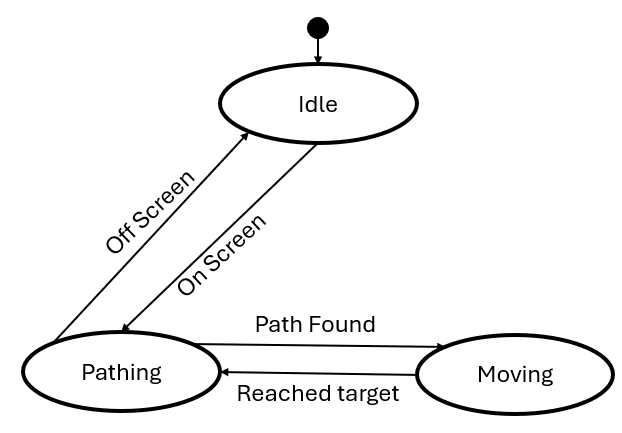 Idle
Off Screen
On Screen
Path Found
Pathing
Moving
Reached target